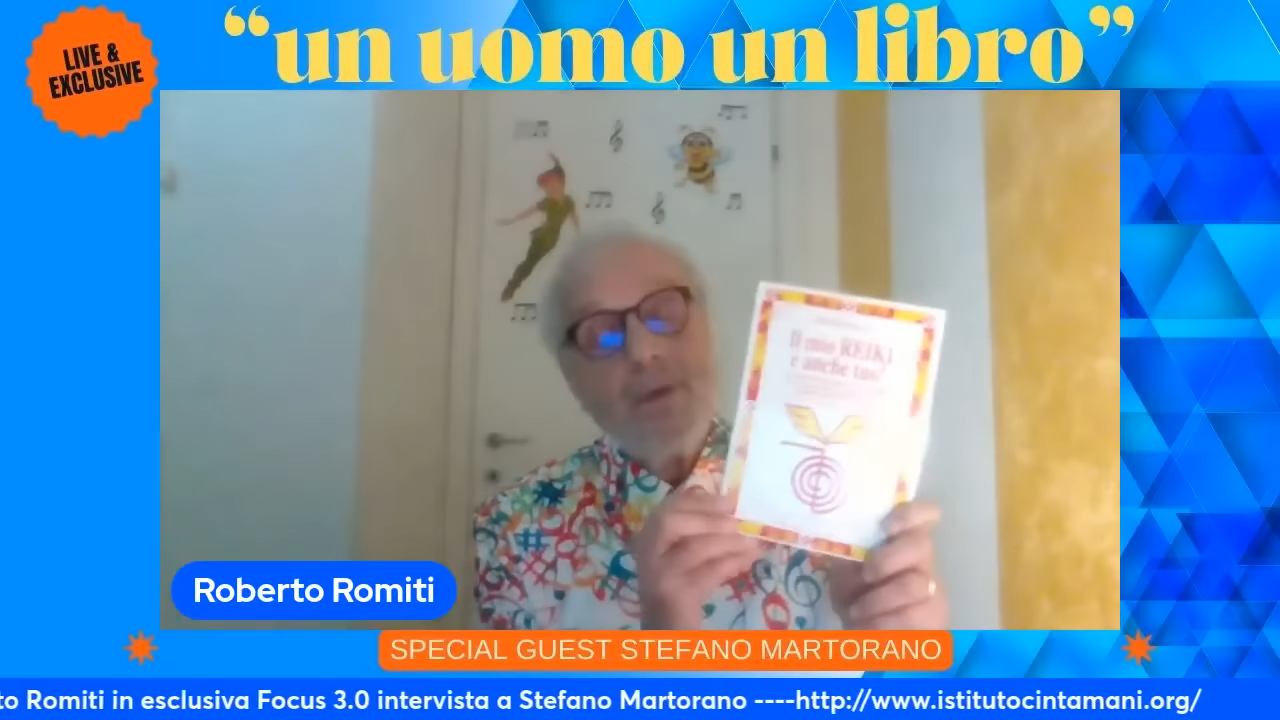 LIVE &
EXCLUSIVE
“un uomo un libro”
Il mio REIKI
e anche tuo
Roberto Romiti
SPECIAL GUEST STEFANO MARTORANO
to Romiti in esclusiva Focus 3.0 intervista a Stefano Martorano ----http://www.istitutocintamani.org/